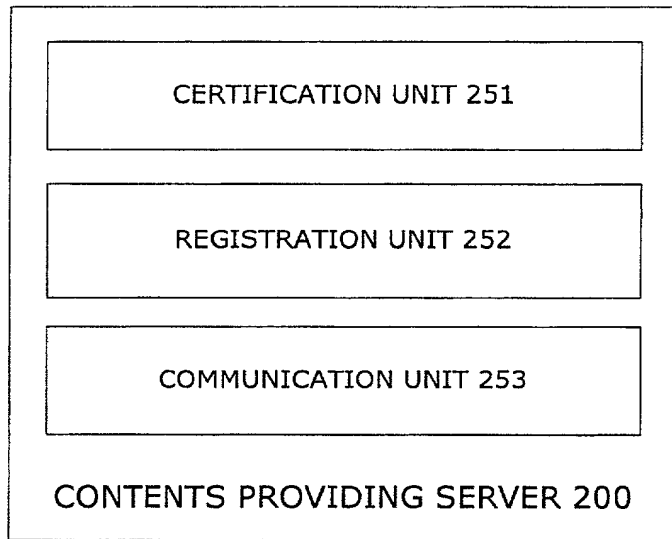 CERTIFICATION UNIT 251
REGISTRATION UNIT 252
COMMUNICATION UNIT 253
CONTENTS PROVIDING SERVER 200